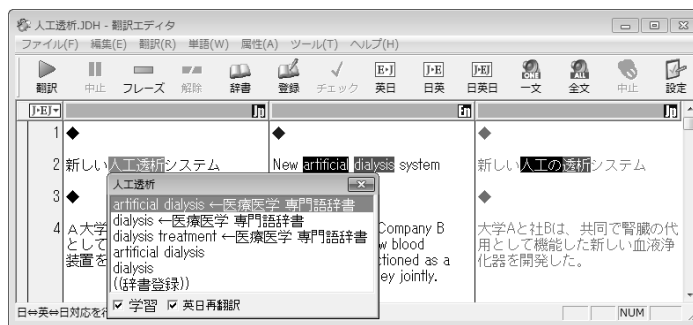 人工透析.JDH - 翻訳エディタ
ファイル(F) 編集(E) 翻訳(R) 単語(W) 属性(A) ツール(T) ヘルプ(H)
E▸J J▸E J▸EJ ONE ALL
翻訳 中止 フレーズ 解除 辞書 登録 チェック 英日 日英 日英日 一文 全文 中止 設定
J▸EJ
1 ◆ ◆ ◆
2 新しい人工透析システム New artificial dialysis system 新しい人工の透析システム
3 ◆ ◆
4 A大学
として
装置を
Company B
w blood
ctioned as a
ey jointly.
大学Aと社Bは、共同で腎臓の代
用として機能した新しい血液浄
化器を開発した。
人工透析
artificial dialysis ←医療医学 専門語辞書
dialysis ←医療医学 専門語辞書
dialysis treatment ←医療医学 専門語辞書
artificial dialysis
dialysis
((辞書登録))
学習 英日再翻訳
日⇔英⇔日対応を行 NUM